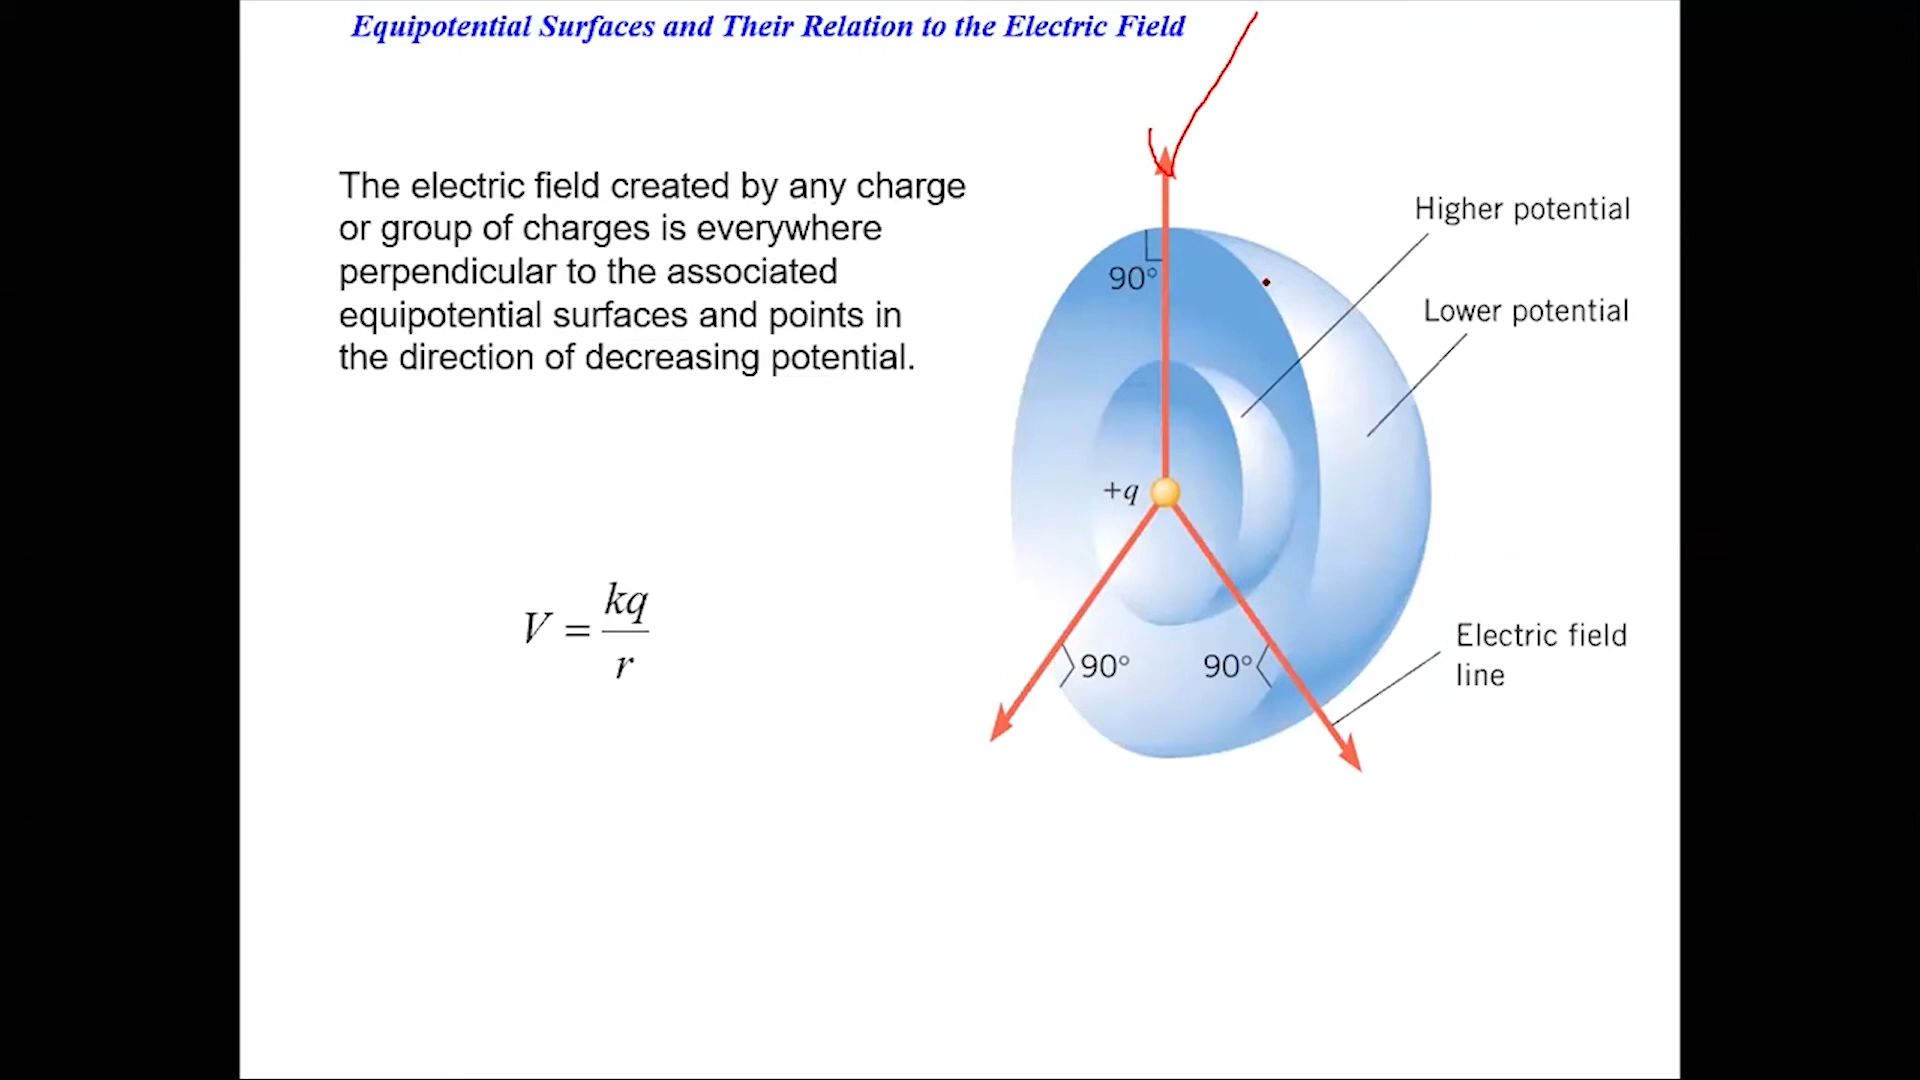 Equipotential Surfaces and Their Relation to the Electric Field
The electric field created by any charge
or group of charges is everywhere
perpendicular to the associated
equipotential surfaces and points in
the direction of decreasing potential.
V = kq/r
Higher potential
Lower potential
90°
+q
90°
90°
Electric field
line